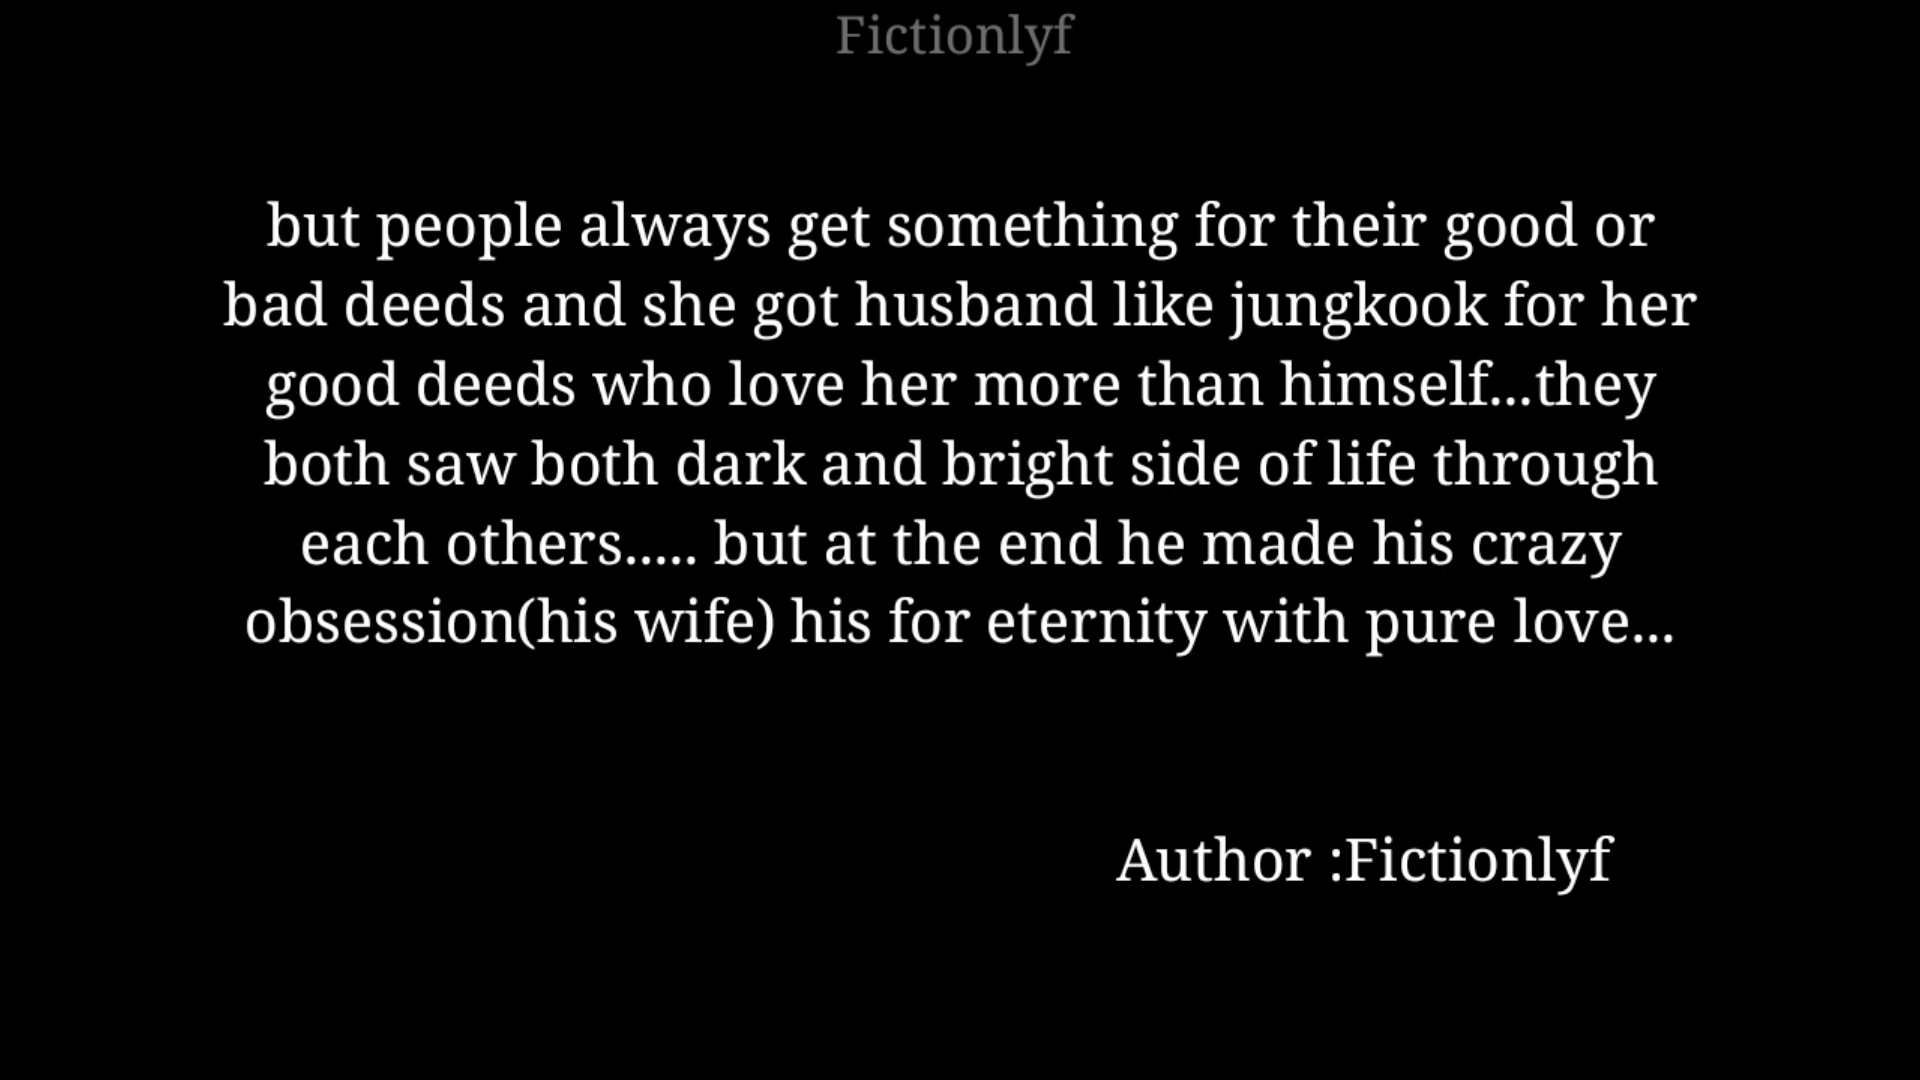 Fictionlyf
but people always get something for their good or
bad deeds and she got husband like jungkook for her
good deeds who love her more than himself...they
both saw both dark and bright side of life through
each others..... but at the end he made his crazy
obsession(his wife) his for eternity with pure love...
Author :Fictionlyf